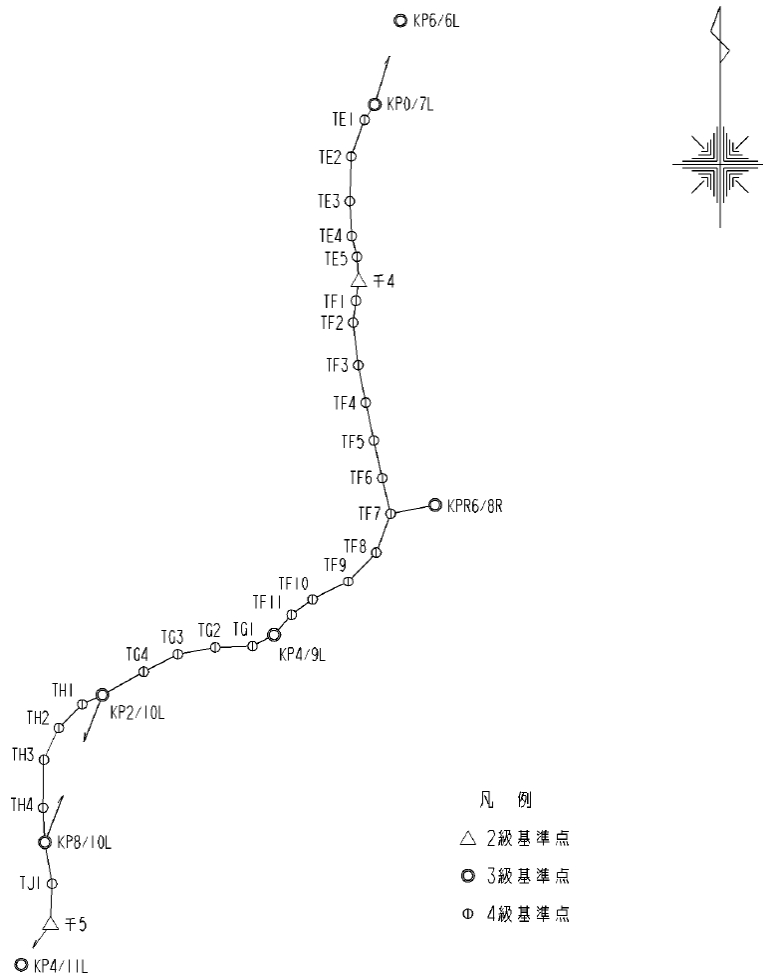 KP6/6L
KP0/7L
TE1
TE2
TE3
TE4
TE5
千4
TF1
TF2
TF3
TF4
TF5
TF6
KPR6/8R
TF7
TF8
TF9
TF10
TF11
TG1
TG2
TG3
KP4/9L
TG4
TH1
KP2/10L
TH2
TH3
TH4
KP8/10L
TJ1
千5
KP4/11L
凡 例
2級基準点
3級基準点
4級基準点